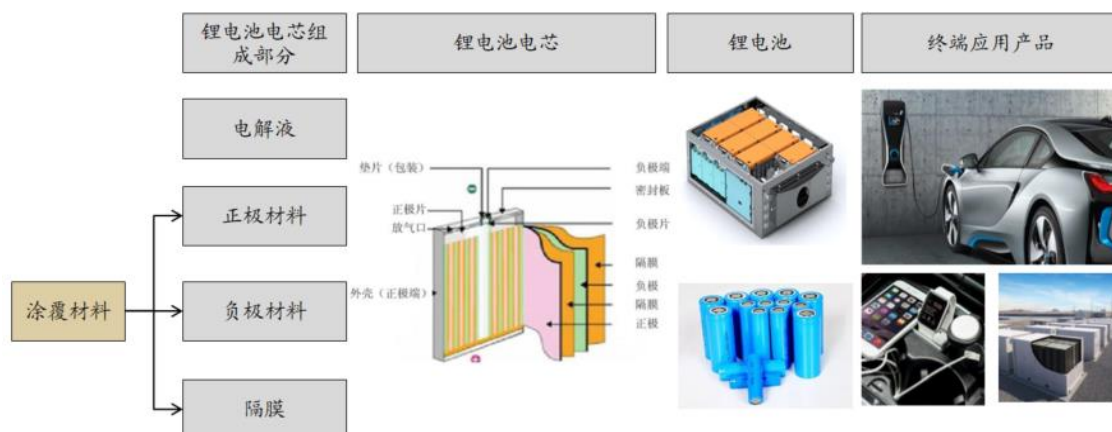 锂电池电芯组
成部分
锂电池电芯
锂电池
终端应用产品
电解液
正极材料
涂覆材料
负极材料
隔膜
垫片（包装）
正极片
放气口
外壳（正极端）
负极端
密封板
负极片
隔膜
负极
隔膜
正极